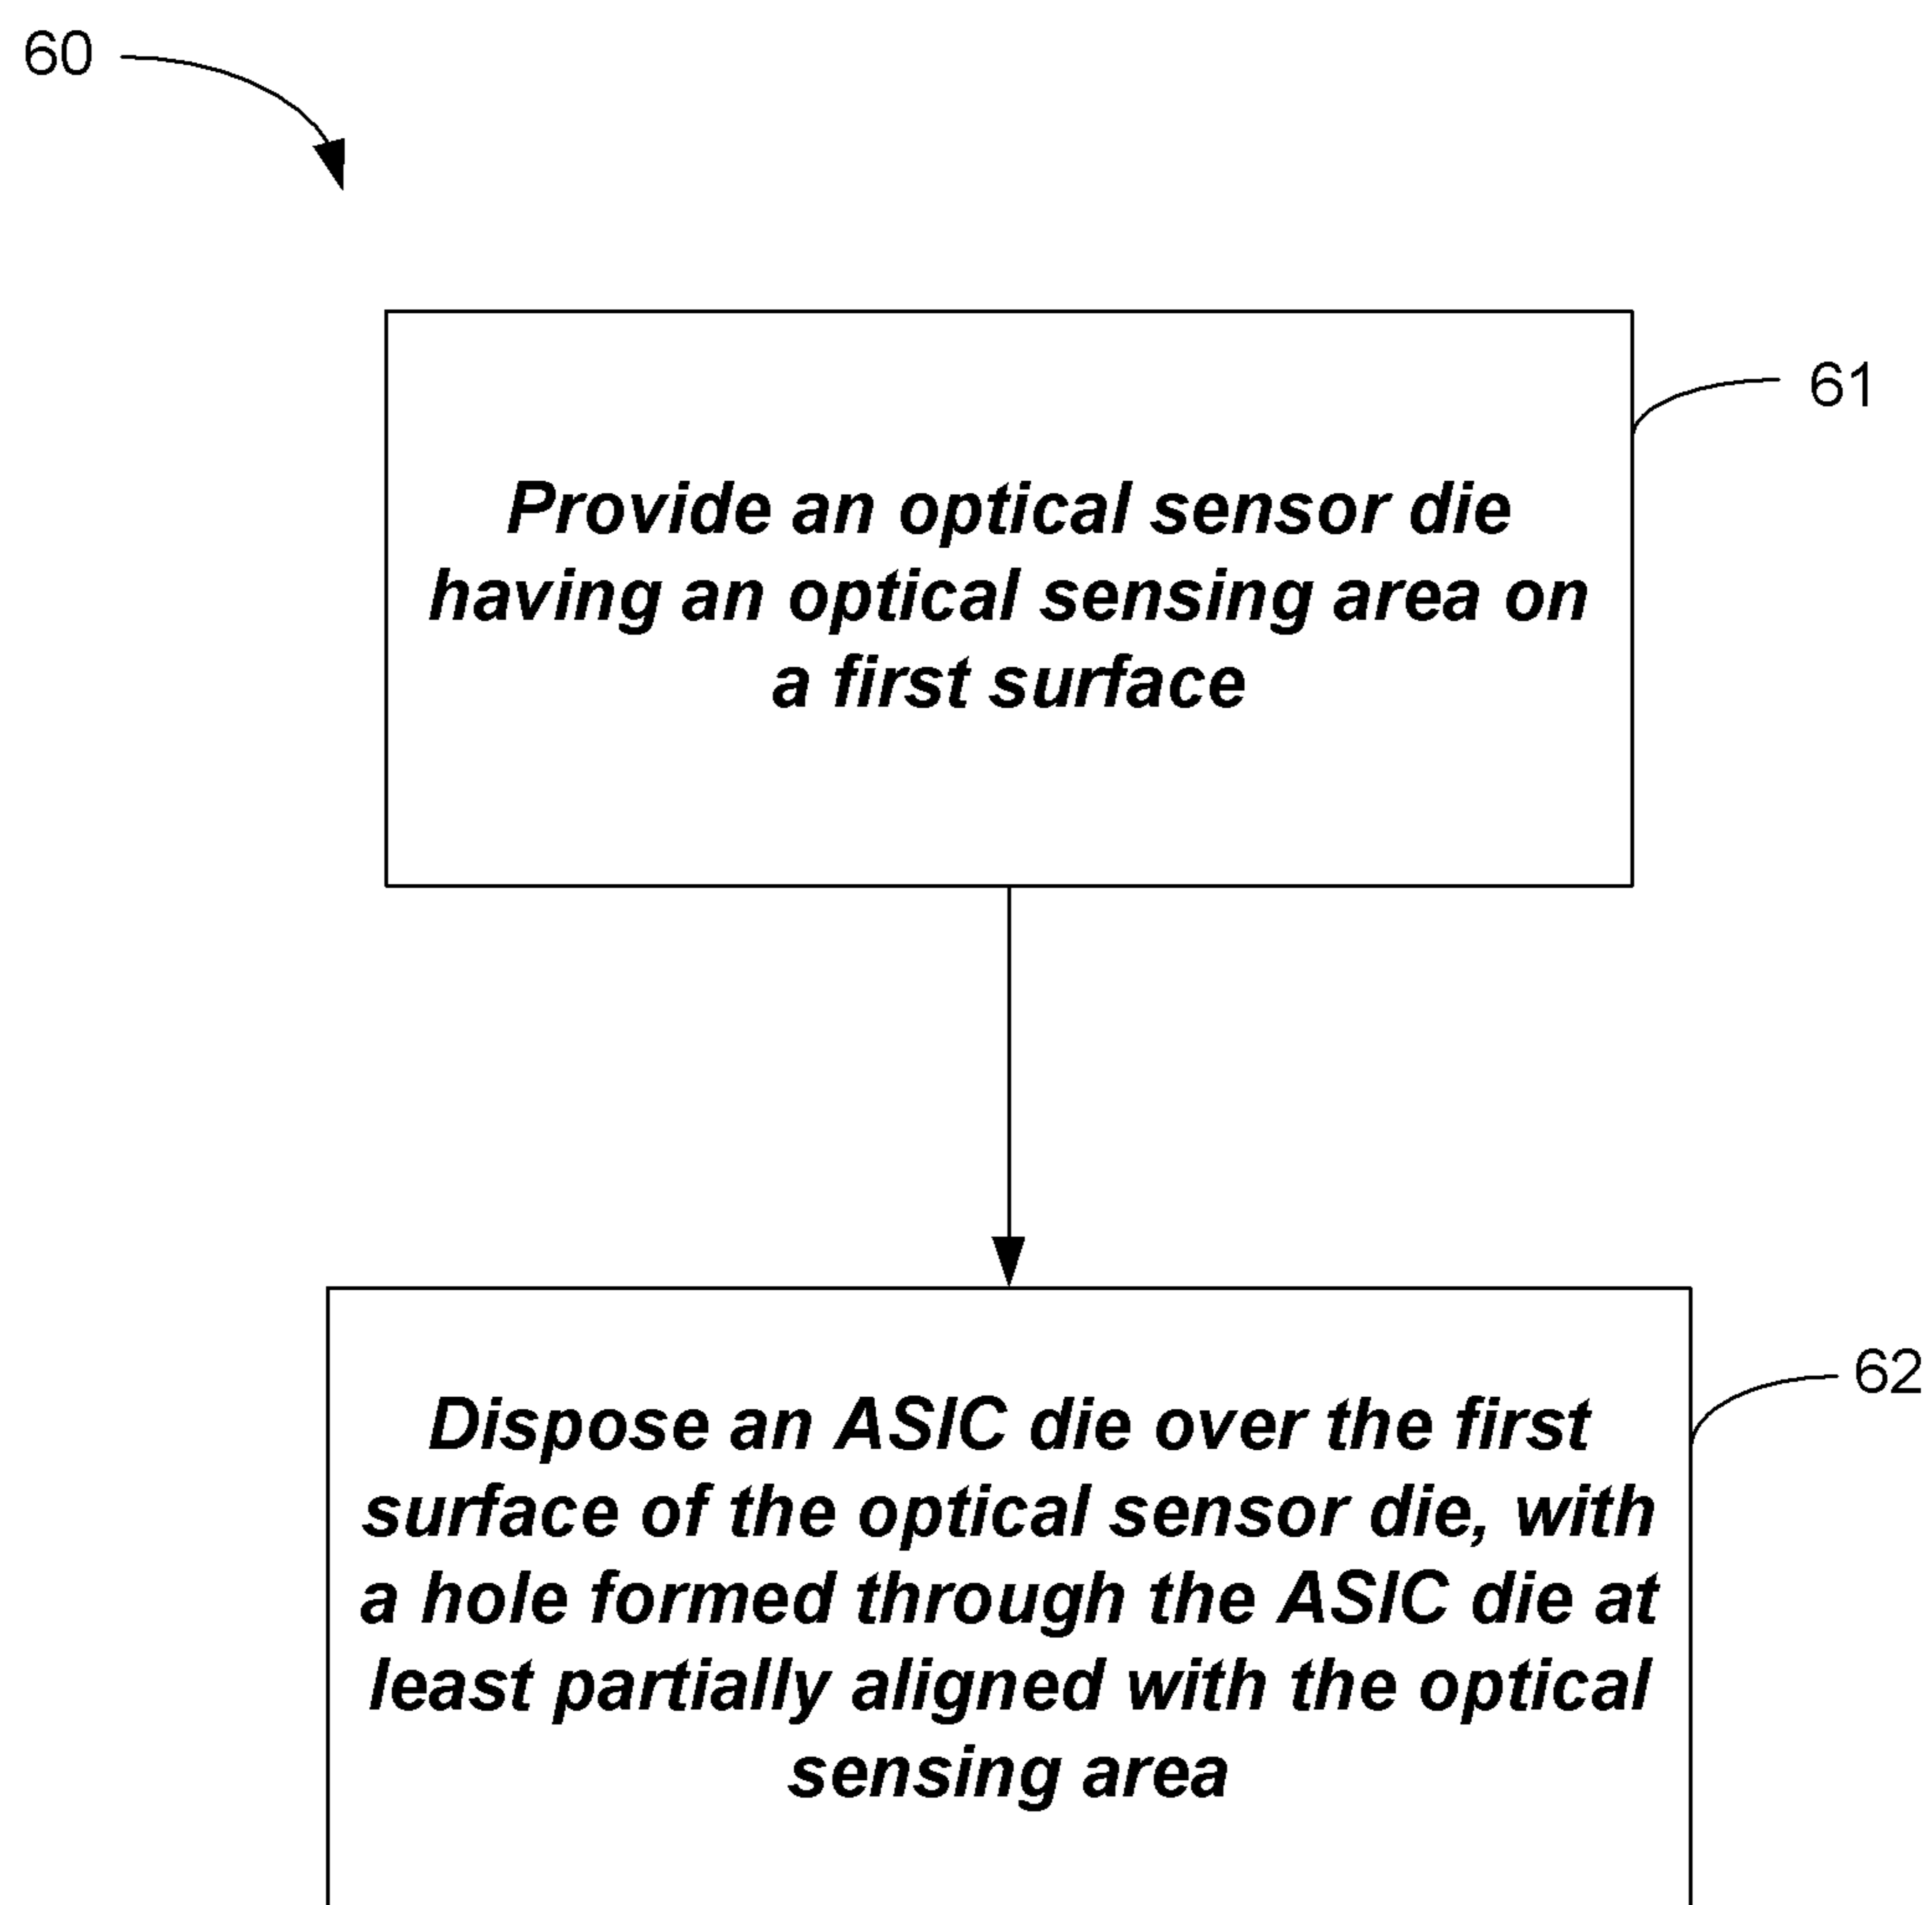 60
61
Provide an optical sensor die
having an optical sensing area on
a first surface
62
Dispose an ASIC die over the first
surface of the optical sensor die, with
a hole formed through the ASIC die at
least partially aligned with the optical
sensing area